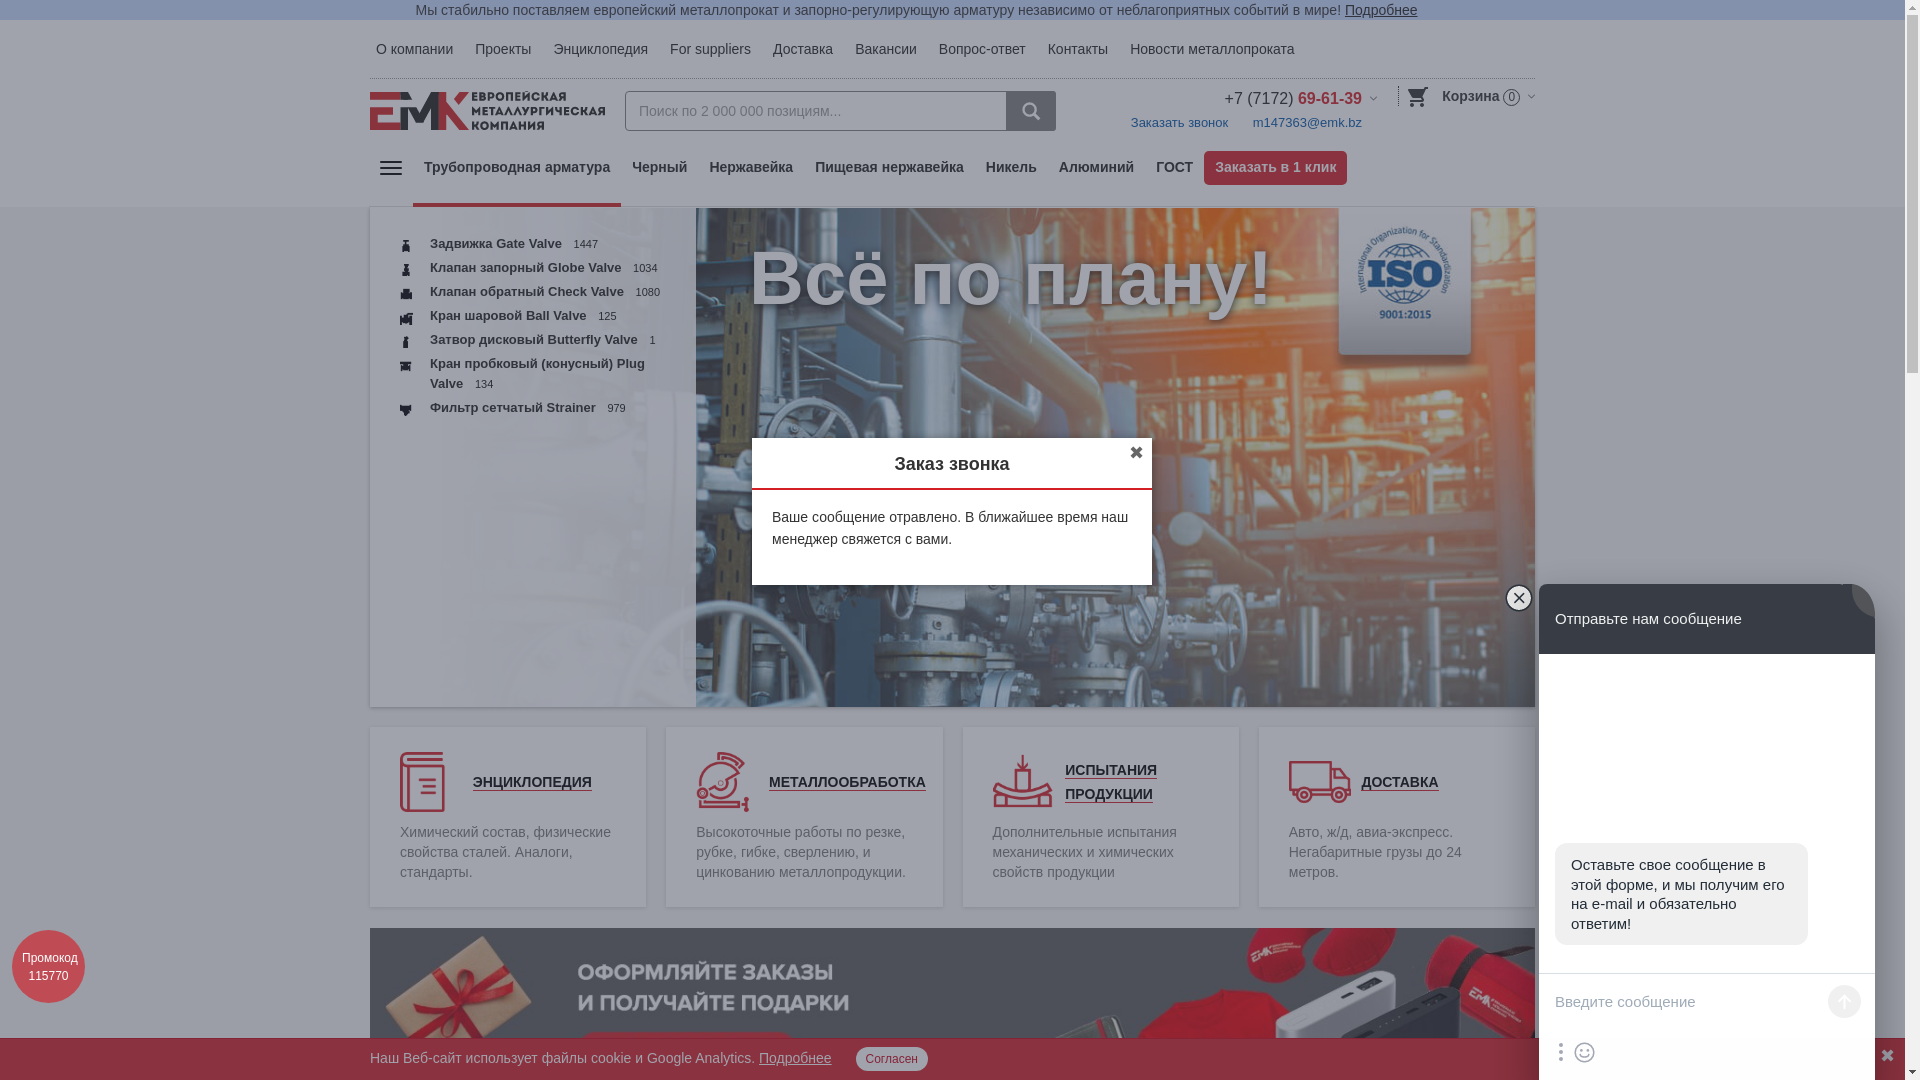 Мы стабильно поставляем европейский металлопрокат и запорно-регулирующую арматуру независимо от неблагоприятных событий в мире! Подробнее
О компании Проекты Энциклопедия For suppliers Доставка Вакансии Вопрос-ответ Контакты Новости металлопроката
ЕМК ЕВРОПЕЙСКАЯ
МЕТАЛЛУРГИЧЕСКАЯ
КОМПАНИЯ
Поиск по 2 000 000 позициям...
+7 (7172) 69-61-39
Корзина 0
Заказать звонок m147363@emk.bz
Трубопроводная арматура Черный Нержавейка Пищевая нержавейка Никель Алюминий ГОСТ Заказать в 1 клик
Задвижка Gate Valve 1447
Клапан запорный Globe Valve 1034
Клапан обратный Check Valve 1080
Кран шаровой Ball Valve 125
Затвор дисковый Butterfly Valve 1
Кран пробковый (конусный) Plug
Valve 134
Фильтр сетчатый Strainer 979
Всё по плану!
International Organization for Standardization
ISO
9001:2015
Заказ звонка
Ваше сообщение отравлено. В ближайшее время наш
менеджер свяжется с вами.
ЭНЦИКЛОПЕДИЯ
Химический состав, физические
свойства сталей. Аналоги,
стандарты.
МЕТАЛЛООБРАБОТКА
Высокоточные работы по резке,
рубке, гибке, сверлению, и
цинкованию металлопродукции.
ИСПЫТАНИЯ
ПРОДУКЦИИ
Дополнительные испытания
механических и химических
свойств продукции
ДОСТАВКА
Авто, ж/д, авиа-экспресс.
Негабаритные грузы до 24
метров.
ОФОРМЛЯЙТЕ ЗАКАЗЫ
И ПОЛУЧАЙТЕ ПОДАРКИ
Промокод
115770
Наш Веб-сайт использует файлы cookie и Google Analytics. Подробнее Согласен
Отправьте нам сообщение
Оставьте свое сообщение в
этой форме, и мы получим его
на e-mail и обязательно
ответим!
Введите сообщение